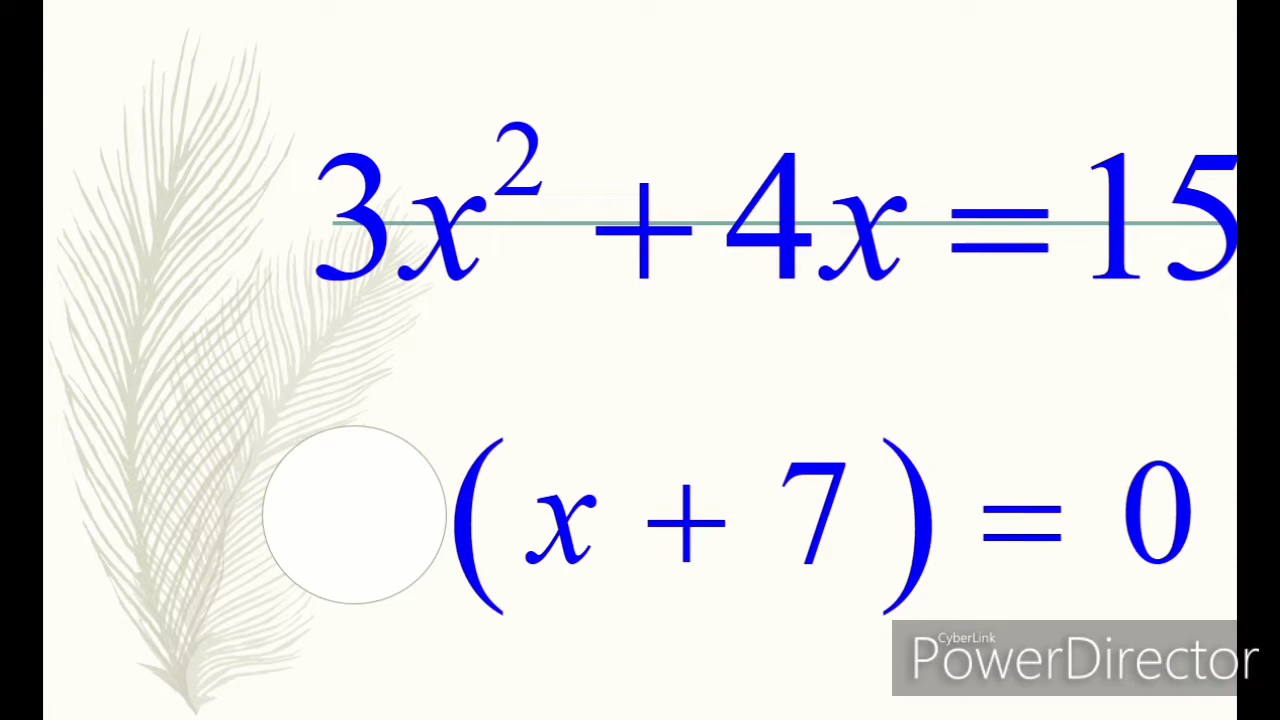 3x² + 4x = 15
(x + 7) = 0
CyberLink
PowerDirector